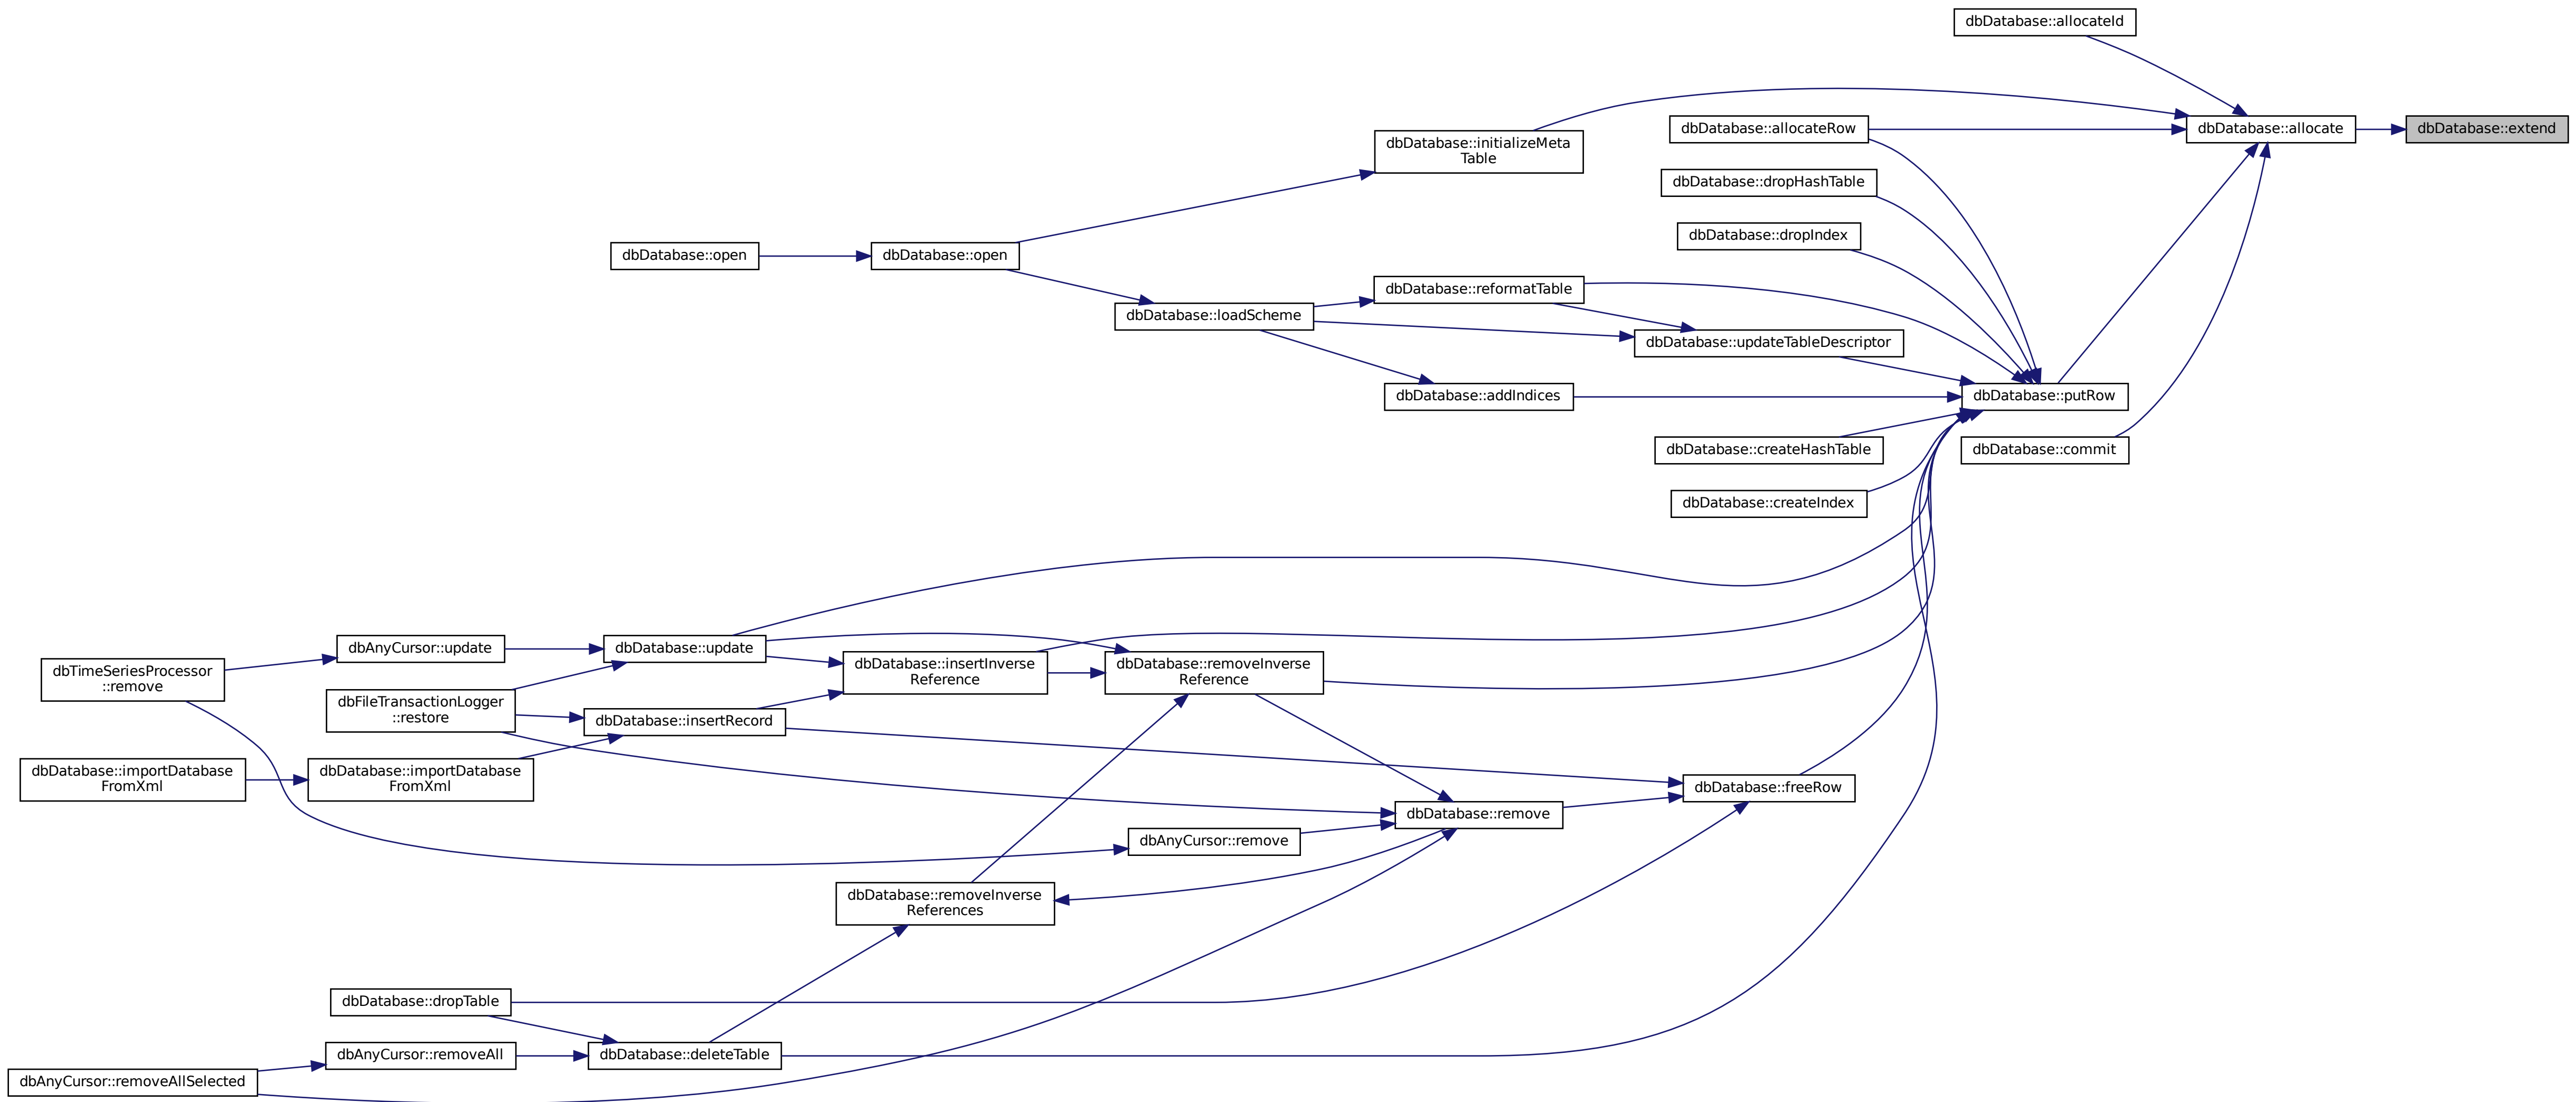 dbDatabase::allocateId
dbDatabase::allocate
dbDatabase::extend
dbDatabase::initializeMeta
Table
dbDatabase::allocateRow
dbDatabase::dropHashTable
dbDatabase::dropIndex
dbDatabase::open
dbDatabase::open
dbDatabase::reformatTable
dbDatabase::loadScheme
dbDatabase::updateTableDescriptor
dbDatabase::addIndices
dbDatabase::putRow
dbDatabase::createHashTable
dbDatabase::commit
dbDatabase::createIndex
dbAnyCursor::update
dbDatabase::update
dbTimeSeriesProcessor
::remove
dbDatabase::insertInverse
Reference
dbDatabase::removeInverse
Reference
dbFileTransactionLogger
::restore
dbDatabase::insertRecord
dbDatabase::importDatabase
FromXml
dbDatabase::importDatabase
FromXml
dbDatabase::freeRow
dbDatabase::remove
dbAnyCursor::remove
dbDatabase::removeInverse
References
dbDatabase::dropTable
dbAnyCursor::removeAll
dbDatabase::deleteTable
dbAnyCursor::removeAllSelected